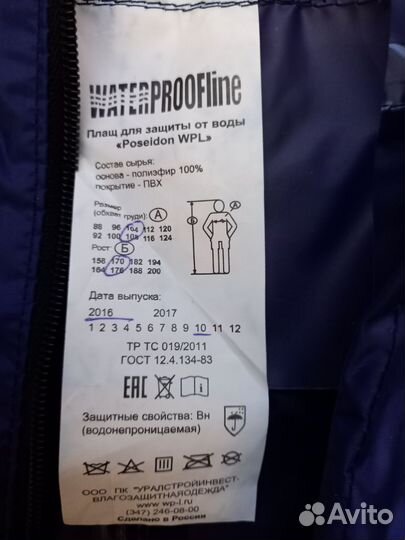 WATERPROOFline
Плащ для защиты от воды
«Poseidon WPL»
Состав сырья:
основа - полиэфир 100%
покрытие - ПВХ
Размер
(обхват груди): А
88 96 104 112 120
92 100 108 116 124
Рост Б
158 170 182 194
164 176 188 200
А
Б
Дата выпуска:
2016 2017
1 2 3 4 5 6 7 8 9 10 11 12
ТР ТС 019/2011
ГОСТ 12.4.134-83
EAC
Защитные свойства: Вн
(водонепроницаемая)
ООО ПК "УРАЛСТРОЙИНВЕСТ-
ВЛАГОЗАЩИТНАЯОДЕЖДА"
www.wp-l.ru
(347) 246-08-00
Сделано в России
Avito